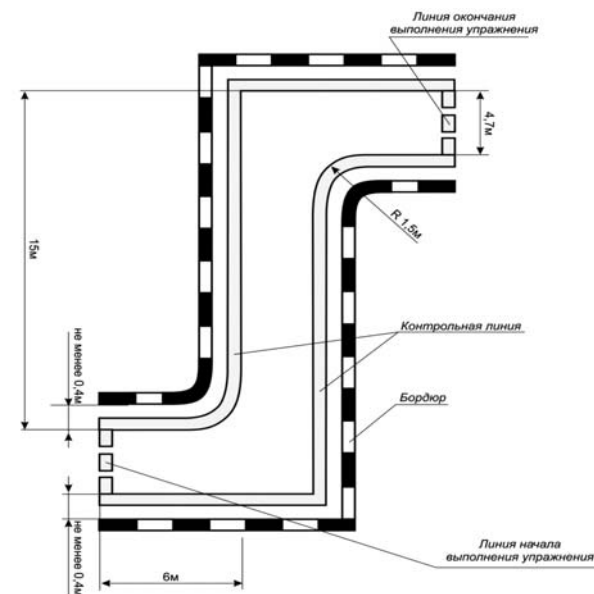 Линия окончания
выполнения упражнения
4,7м
R 1,5м
15м
Контрольная линия
не менее 0,4м
Бордюр
не менее 0,4м
Линия начала
выполнения упражнения
6м